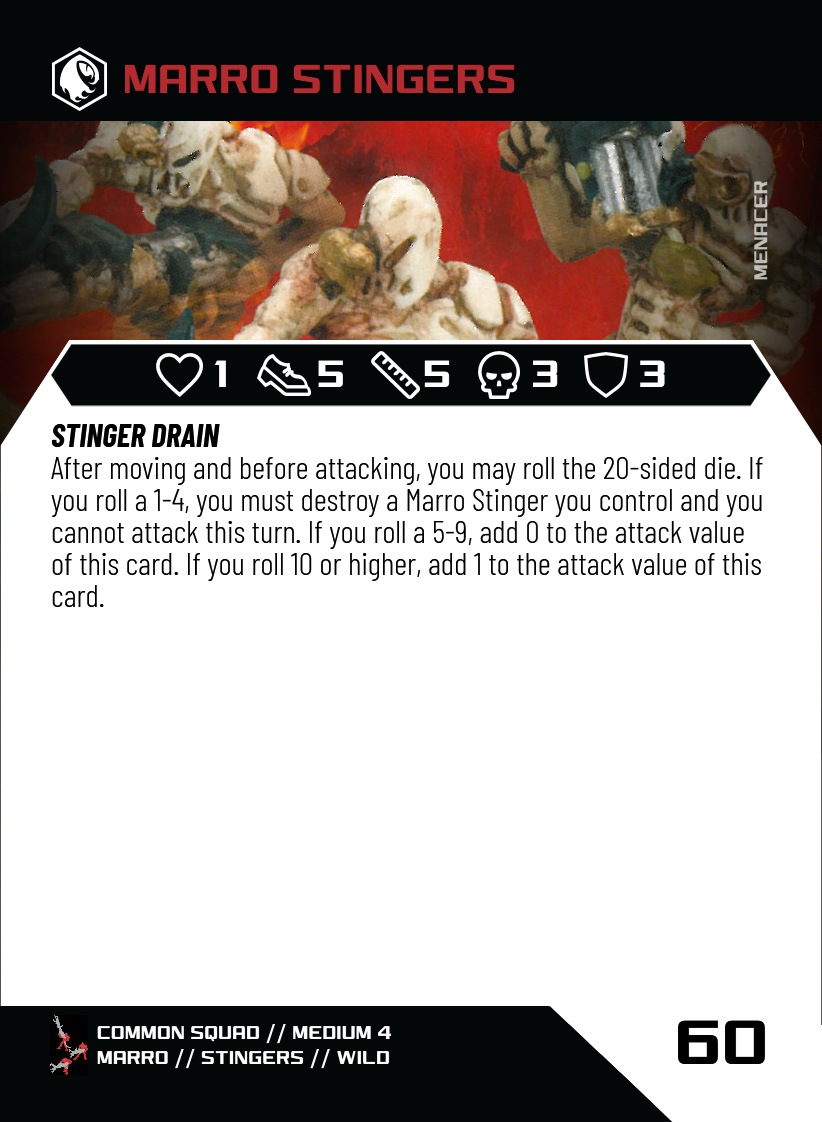 MARRO STINGERS
MENACER
1 5 5 3 3
STINGER DRAIN
After moving and before attacking, you may roll the 20-sided die. If
you roll a 1-4, you must destroy a Marro Stinger you control and you
cannot attack this turn. If you roll a 5-9, add 0 to the attack value
of this card. If you roll 10 or higher, add 1 to the attack value of this
card.
COMMON SQUAD // MEDIUM 4
MARRO // STINGERS // WILD
60